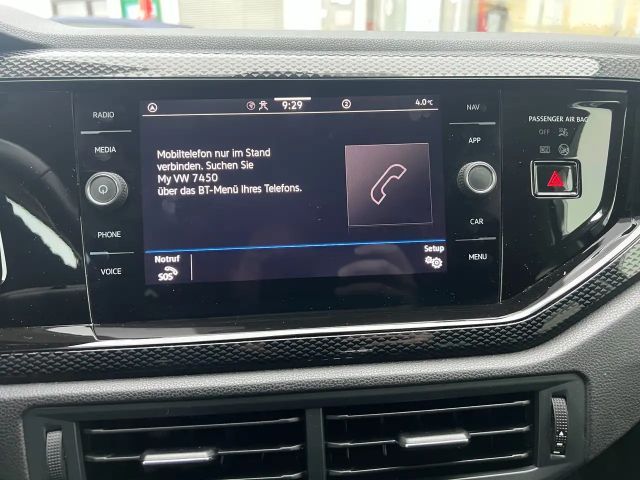 RADIO
MEDIA
PHONE
VOICE
9:29
2
4.0°C
Mobiltelefon nur im Stand
verbinden. Suchen Sie
My VW 7450
über das BT-Menü Ihres Telefons.
Notruf
SOS
Setup
NAV
APP
CAR
MENU
PASSENGER AIR BAG
OFF